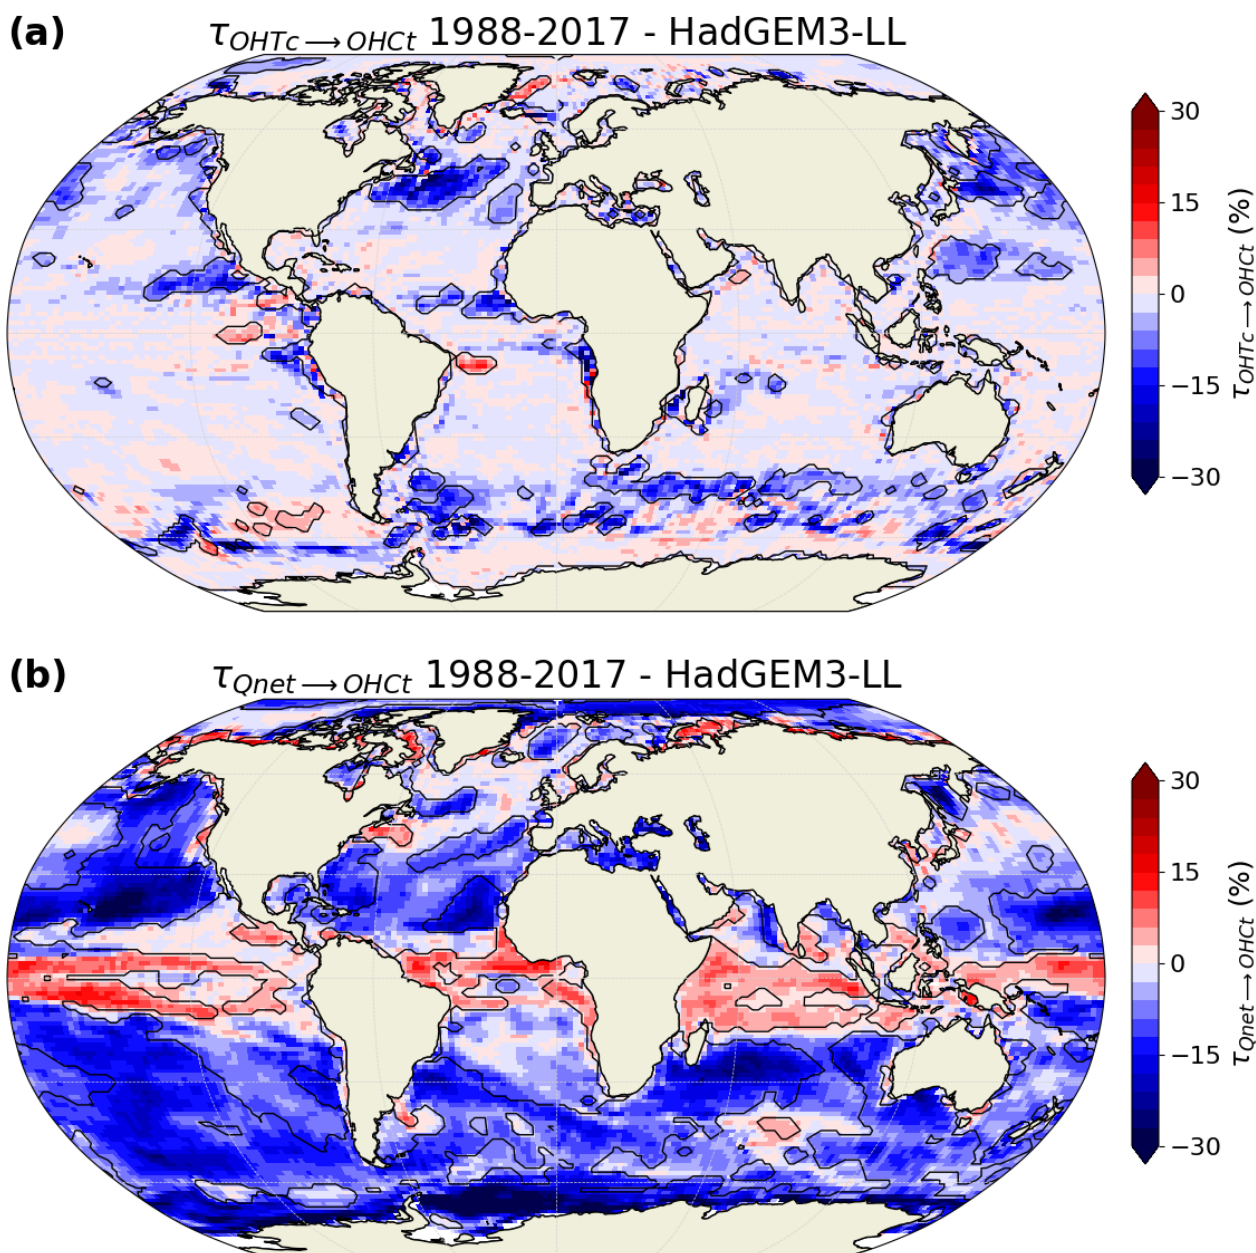 (a)
τOHTc⟶OHCt 1988-2017 - HadGEM3-LL
30
15
0
−15
−30
τOHTc⟶OHCt (%)
(b)
τQnet⟶OHCt 1988-2017 - HadGEM3-LL
30
15
0
−15
−30
τQnet⟶OHCt (%)